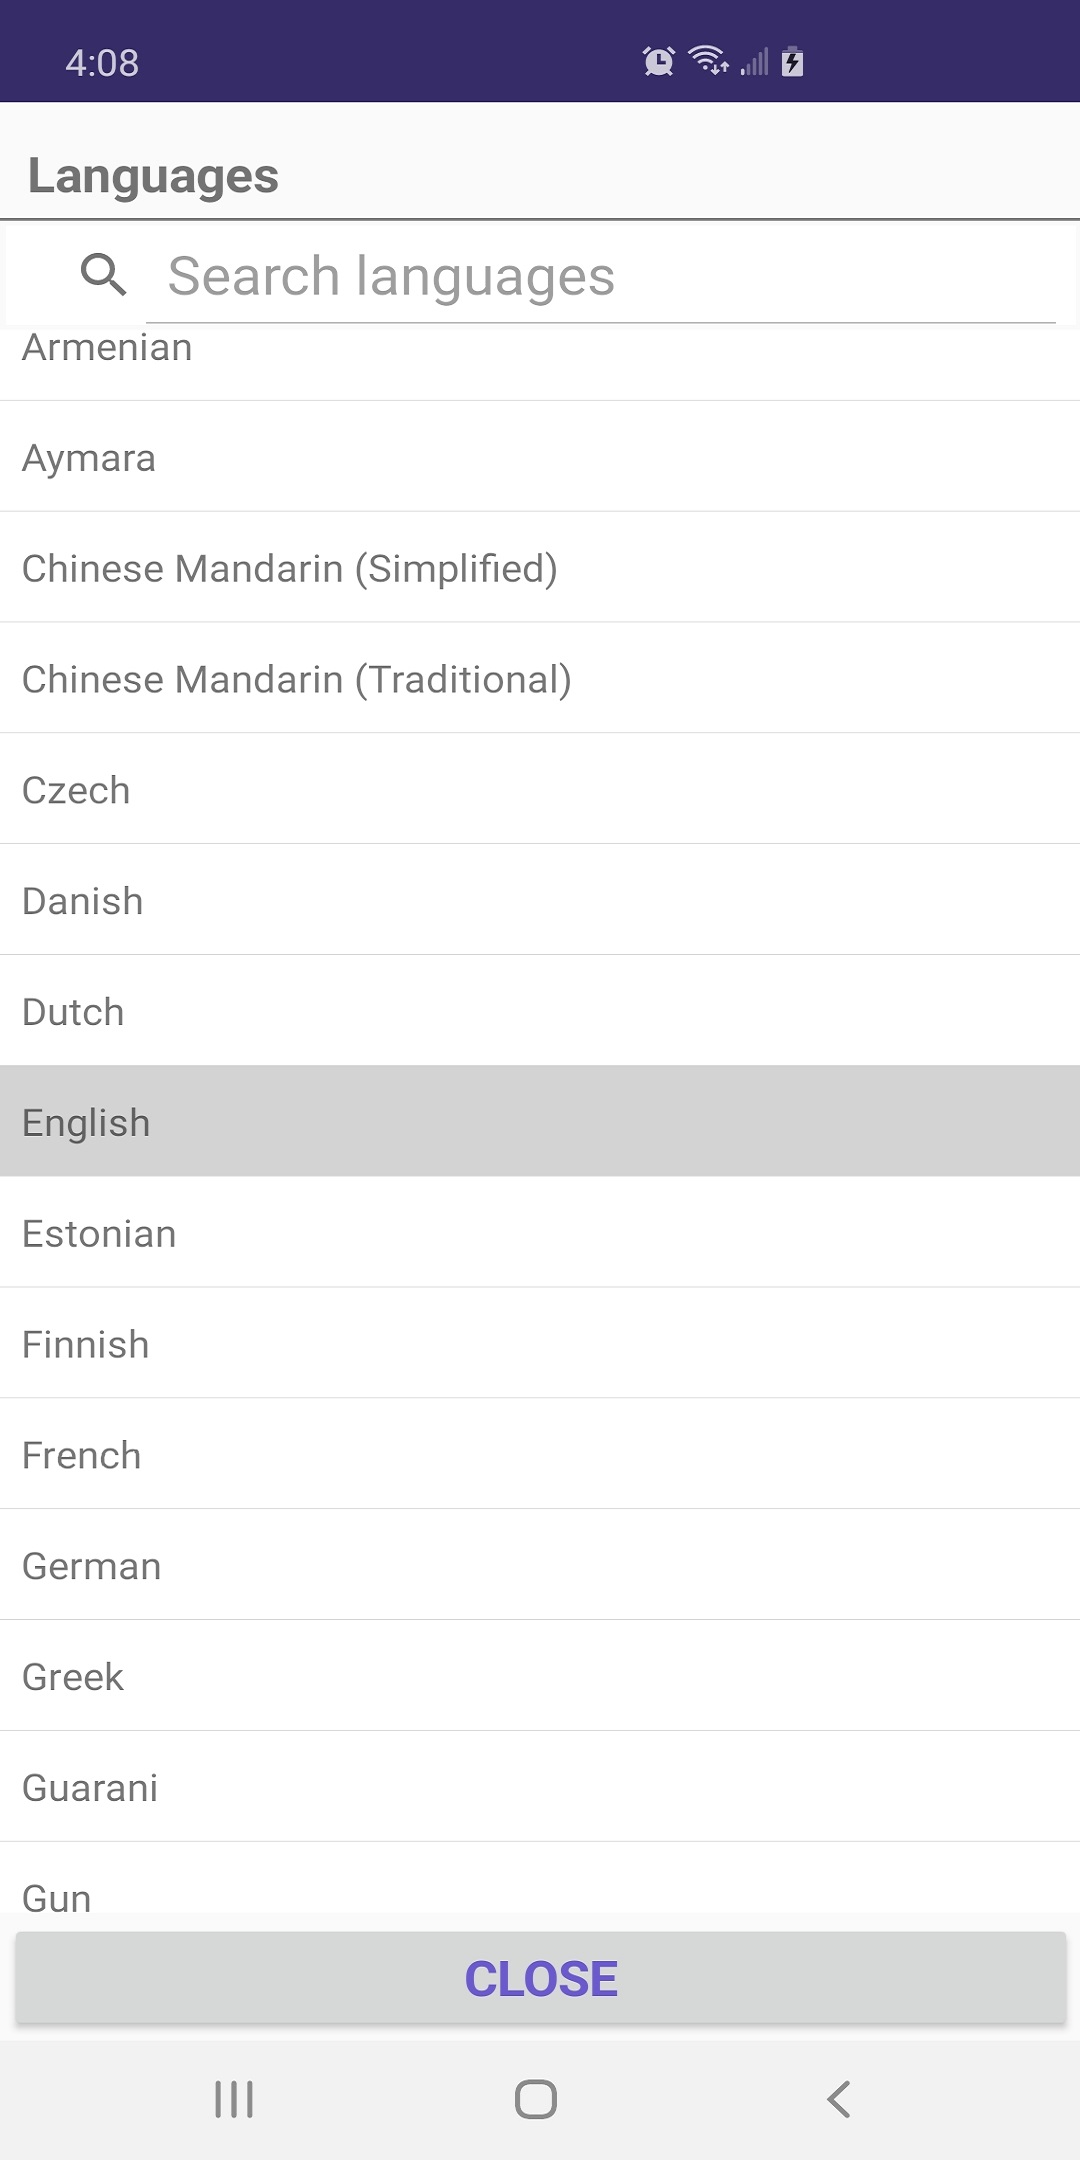 4:08
Languages
Search languages
Armenian
Aymara
Chinese Mandarin (Simplified)
Chinese Mandarin (Traditional)
Czech
Danish
Dutch
English
Estonian
Finnish
French
German
Greek
Guarani
Gun
CLOSE